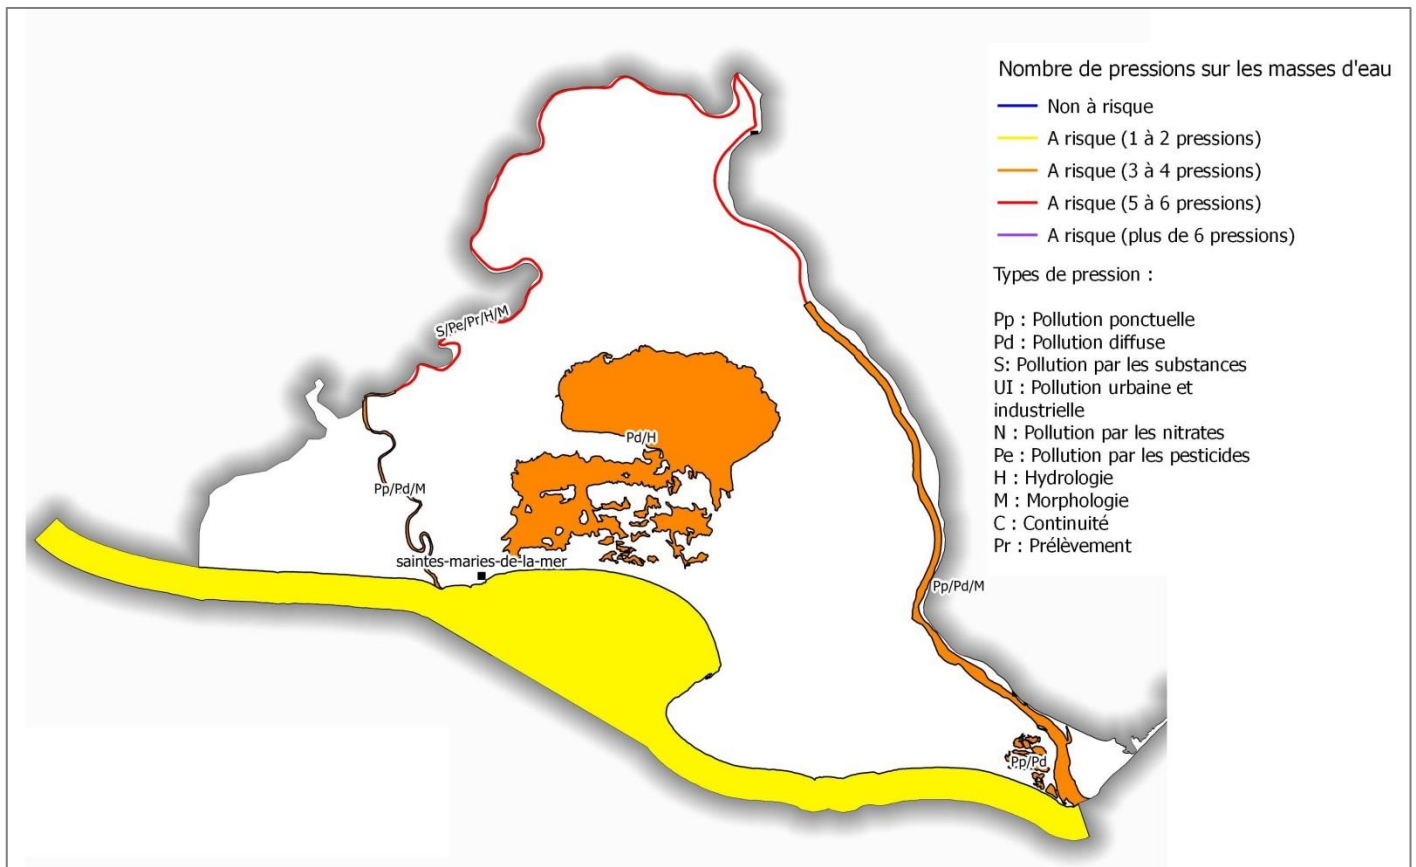 Nombre de pressions sur les masses d'eau
Non à risque
A risque (1 à 2 pressions)
A risque (3 à 4 pressions)
A risque (5 à 6 pressions)
A risque (plus de 6 pressions)
Types de pression :
Pp : Pollution ponctuelle
Pd : Pollution diffuse
S: Pollution par les substances
UI : Pollution urbaine et
industrielle
N : Pollution par les nitrates
Pe : Pollution par les pesticides
H : Hydrologie
M : Morphologie
C : Continuité
Pr : Prélèvement
S/Pe/Pr/H/M
Pd/H
Pp/Pd/M
saintes-maries-de-la-mer
Pp/Pd/M
Pp/Pd